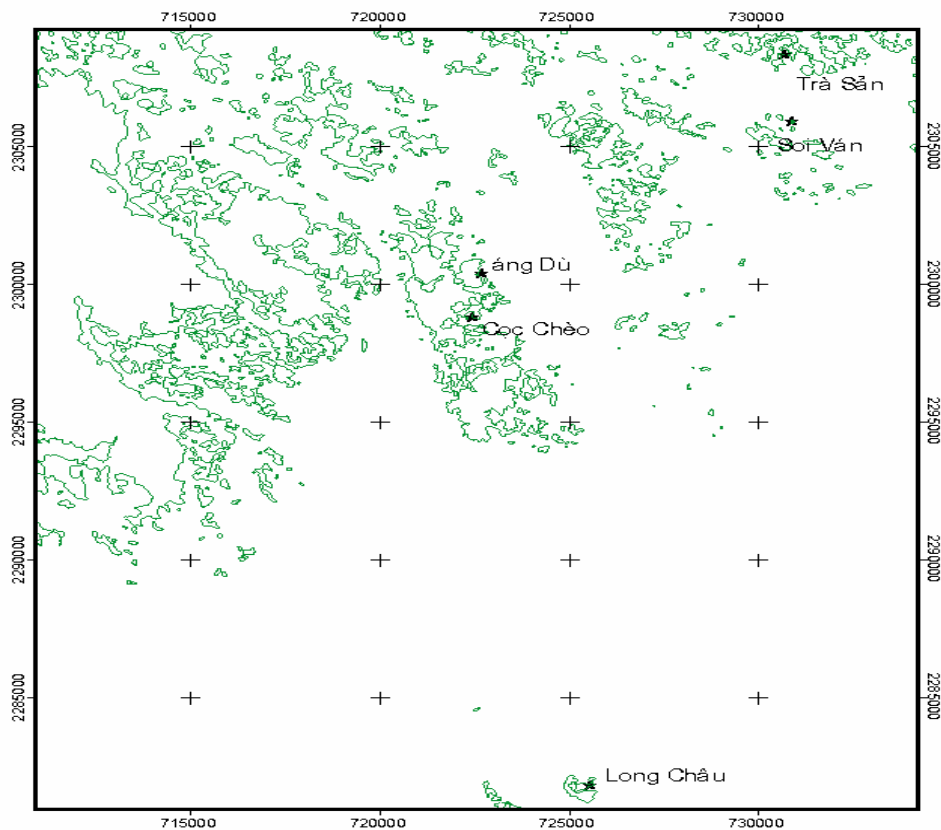 715000 720000 725000 730000
Trà Sản
2305000 Soi Ván 2305000
áng Dù
2300000 2300000
Cọc Chèo
2295000 2295000
2290000 2290000
2285000 2285000
Long Châu
715000 720000 725000 730000